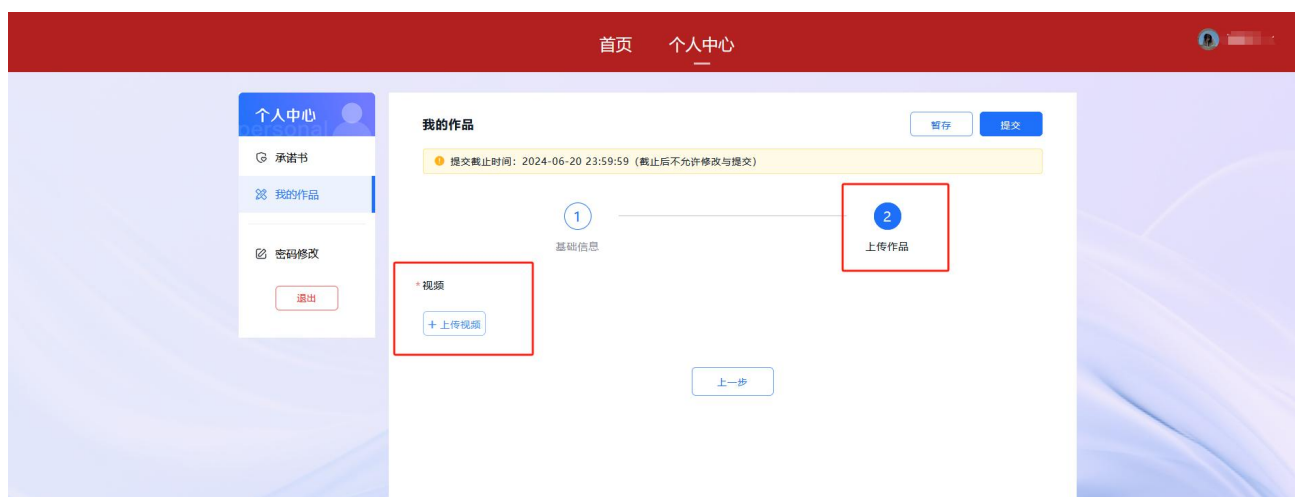 首页 个人中心
个人中心
personal
承诺书
我的作品
密码修改
退出
我的作品
暂存 提交
提交截止时间：2024-06-20 23:59:59（截止后不允许修改与提交）
1 2
基础信息 上传作品
*视频
+ 上传视频
上一步